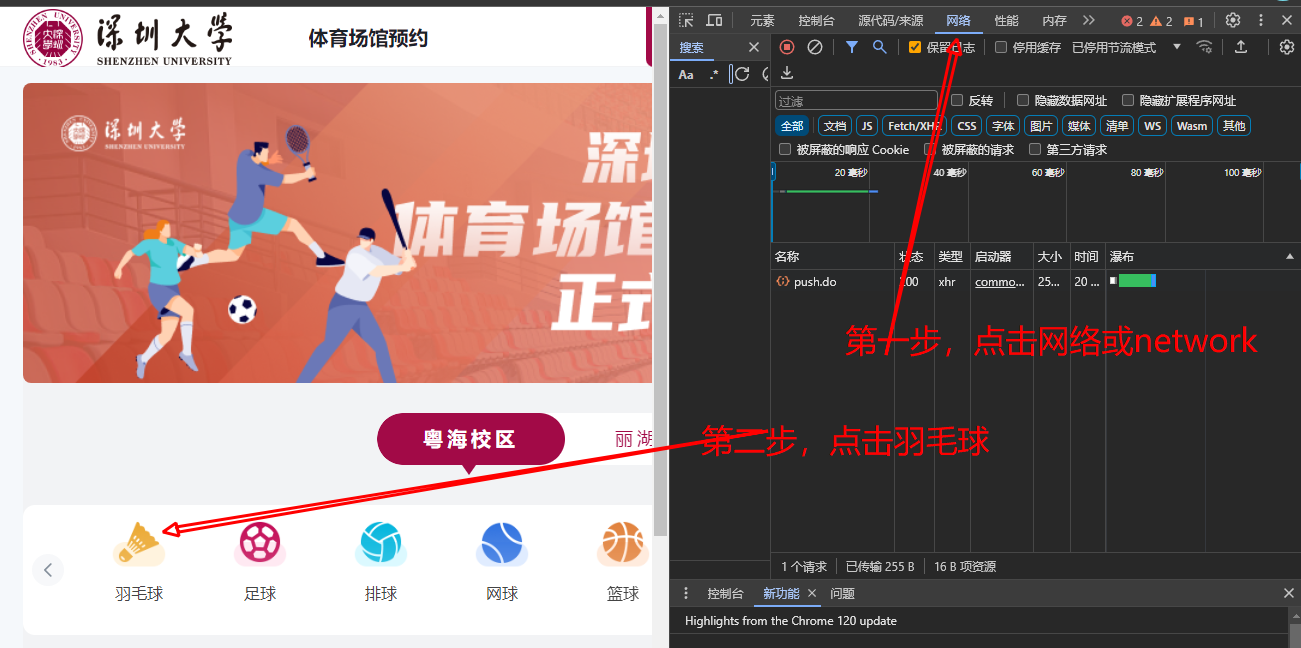 深圳大学
SHENZHEN UNIVERSITY
体育场馆预约
深圳大学
SHENZHEN UNIVERSITY
体育场馆
正式
粤海校区
丽湖
羽毛球
足球
排球
网球
篮球
元素 控制台 源代码/来源 网络 性能 内存 2 2 1
搜索
保留日志 停用缓存 已停用节流模式
Aa .*
过滤
反转 隐藏数据网址 隐藏扩展程序网址
全部 文档 JS Fetch/XHR CSS 字体 图片 媒体 清单 WS Wasm 其他
被屏蔽的响应 Cookie 被屏蔽的请求 第三方请求
20 毫秒 40 毫秒 60 毫秒 80 毫秒 100 毫秒
名称 状态 类型 启动器 大小 时间 瀑布
push.do 200 xhr commo... 25... 20 ...
第一步，点击网络或network
第二步，点击羽毛球
1 个请求 已传输 255 B 16 B 项资源
控制台 新功能 问题
Highlights from the Chrome 120 update